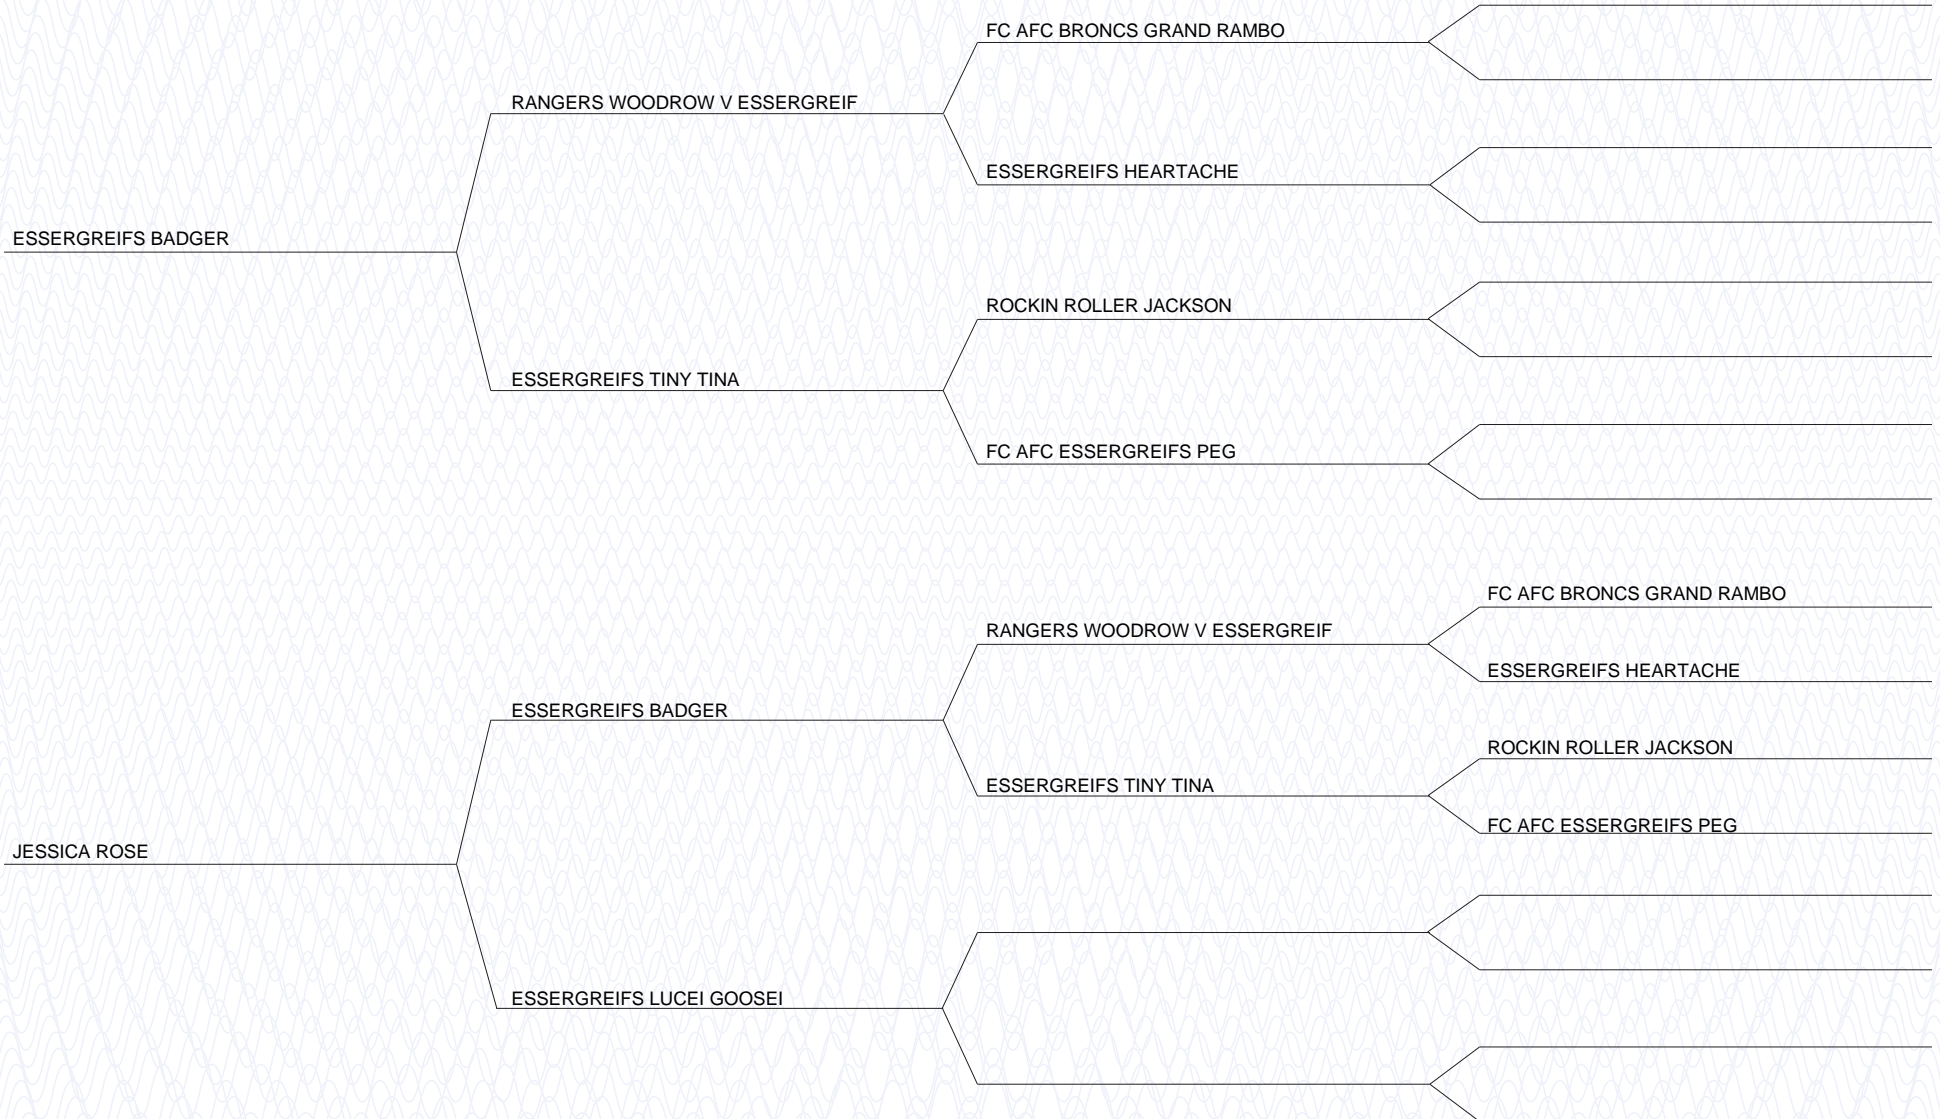 FC AFC BRONCS GRAND RAMBO
RANGERS WOODROW V ESSERGREIF
ESSERGREIFS HEARTACHE
ESSERGREIFS BADGER
ROCKIN ROLLER JACKSON
ESSERGREIFS TINY TINA
FC AFC ESSERGREIFS PEG
FC AFC BRONCS GRAND RAMBO
RANGERS WOODROW V ESSERGREIF
ESSERGREIFS HEARTACHE
ESSERGREIFS BADGER
ROCKIN ROLLER JACKSON
ESSERGREIFS TINY TINA
FC AFC ESSERGREIFS PEG
JESSICA ROSE
ESSERGREIFS LUCEI GOOSEI